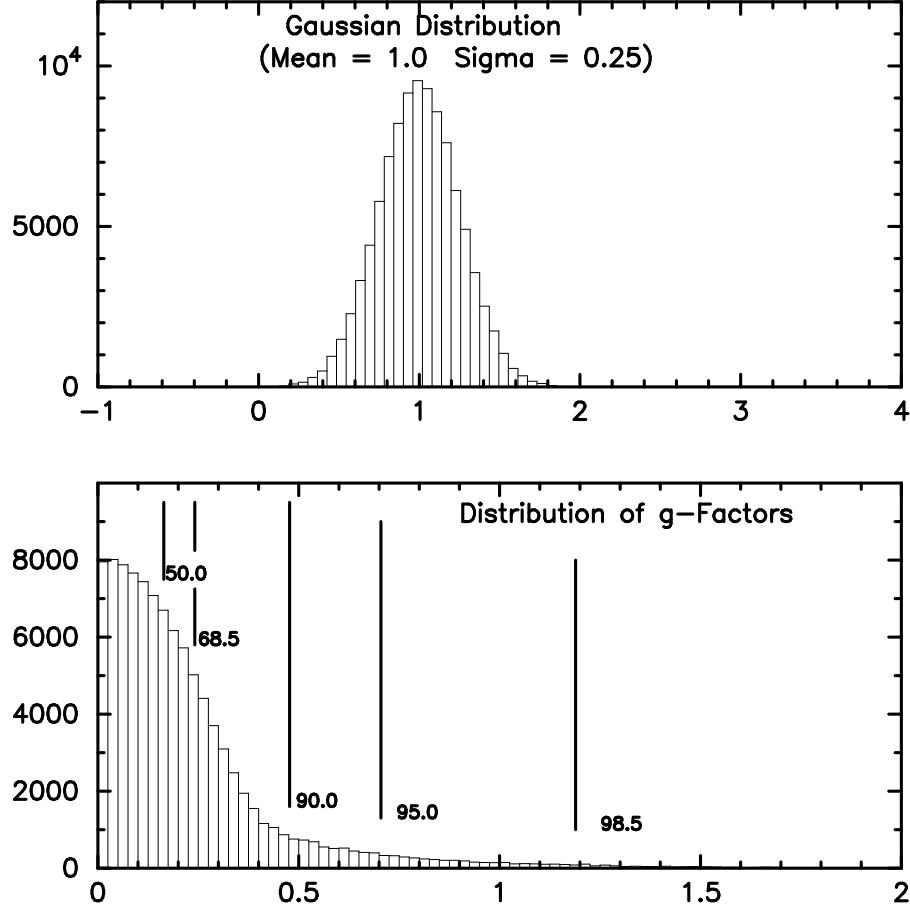 Gaussian Distribution
(Mean = 1.0 Sigma = 0.25)
10⁴
5000
0
−1 0 1 2 3 4
Distribution of g−Factors
8000
6000
4000
2000
0
50.0
68.5
90.0
95.0
98.5
0 0.5 1 1.5 2